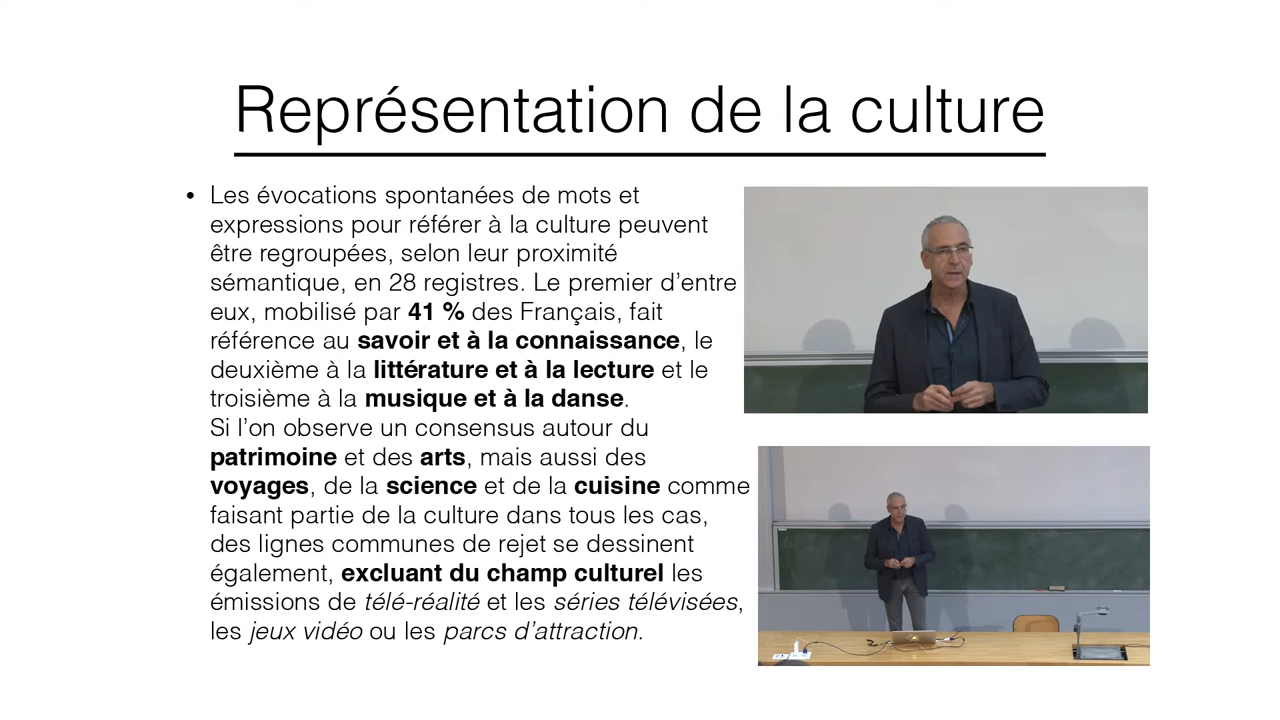 Représentation de la culture
• Les évocations spontanées de mots et
expressions pour référer à la culture peuvent
être regroupées, selon leur proximité
sémantique, en 28 registres. Le premier d’entre
eux, mobilisé par 41 % des Français, fait
référence au savoir et à la connaissance, le
deuxième à la littérature et à la lecture et le
troisième à la musique et à la danse.
Si l’on observe un consensus autour du
patrimoine et des arts, mais aussi des
voyages, de la science et de la cuisine comme
faisant partie de la culture dans tous les cas,
des lignes communes de rejet se dessinent
également, excluant du champ culturel les
émissions de télé-réalité et les séries télévisées,
les jeux vidéo ou les parcs d’attraction.